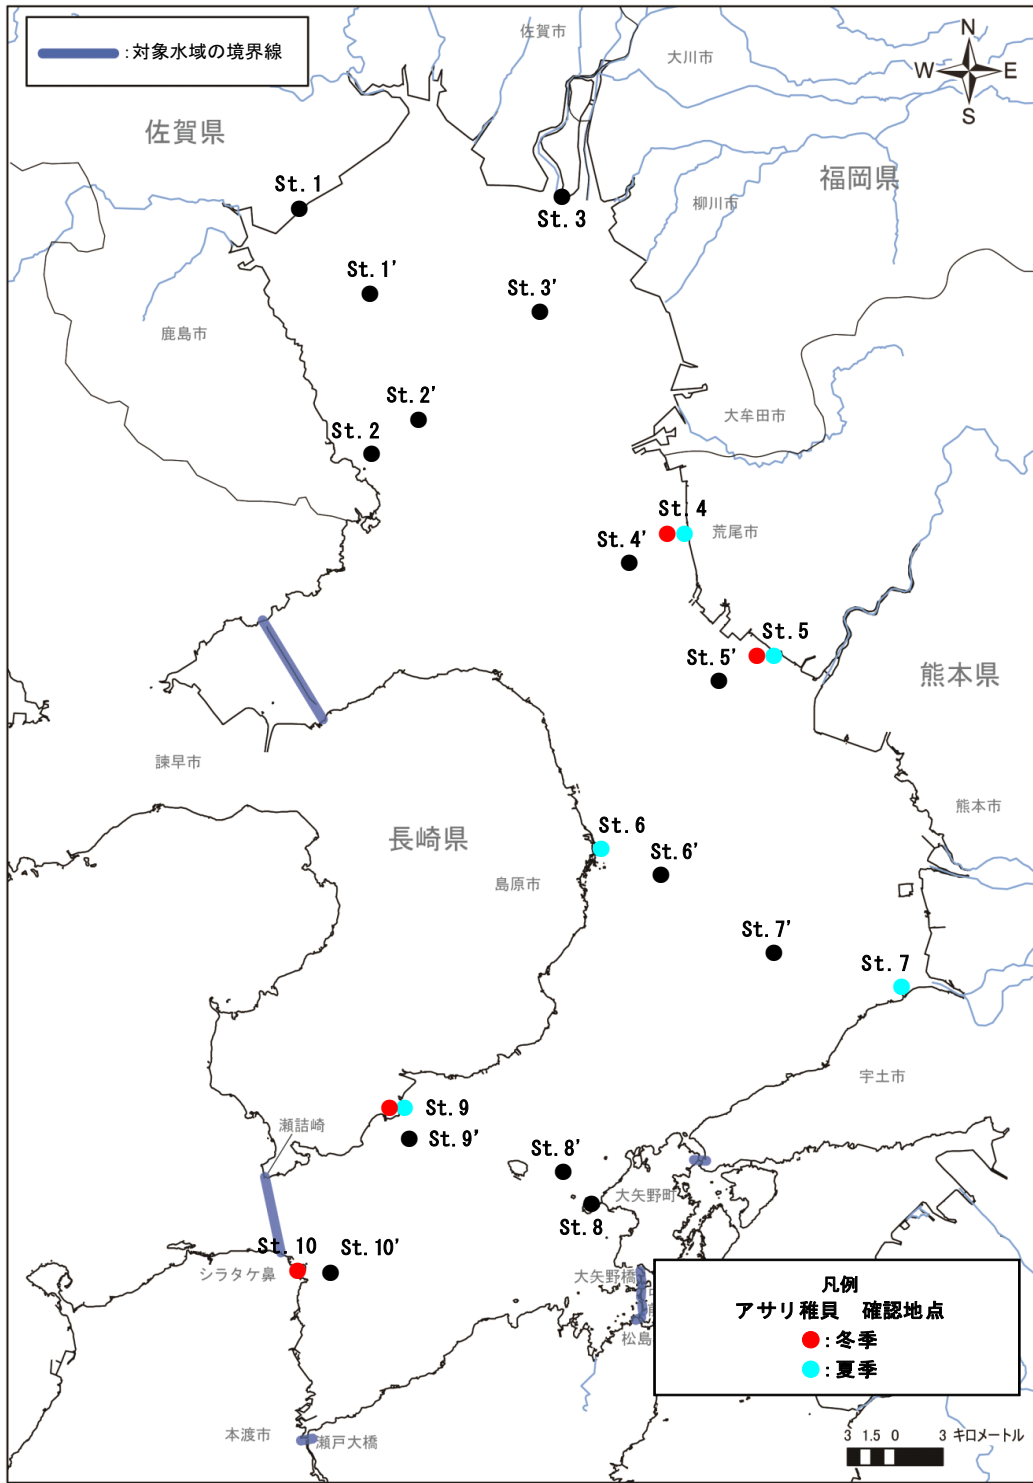 :対象水域の境界線
N
W
E
S
佐賀市
大川市
佐賀県
福岡県
柳川市
St. 1
St. 3
St. 1'
St. 3'
鹿島市
St. 2'
St. 2
大牟田市
St. 4
荒尾市
St. 4'
St. 5
St. 5'
熊本県
諫早市
熊本市
長崎県
St. 6
島原市
St. 6'
St. 7'
St. 7
宇土市
St. 9
瀬詰崎
St. 9'
St. 8'
大矢野町
St. 8
St. 10
St. 10'
シラタケ鼻
大矢野橋
松島
凡例
アサリ稚貝 確認地点
:冬季
:夏季
本渡市
瀬戸大橋
3 1.5 0 3 キロメートル